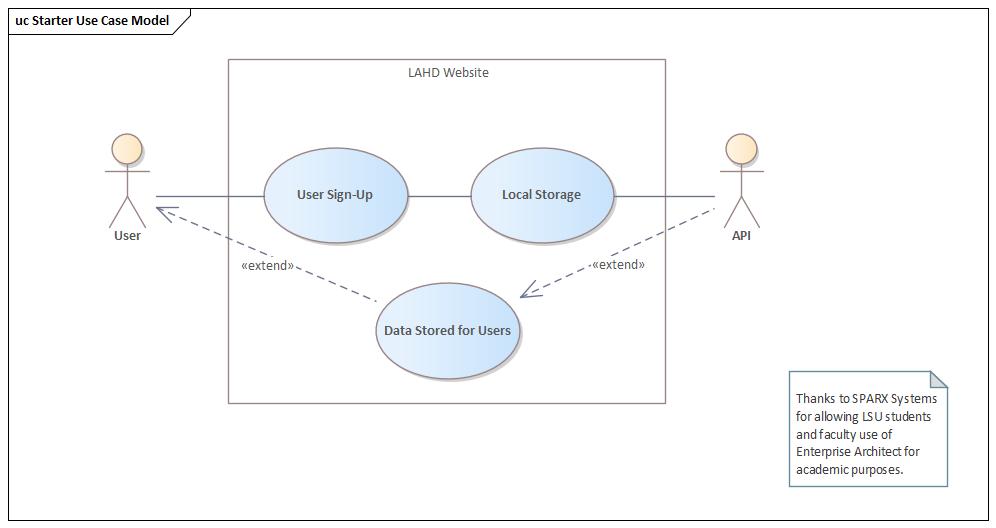 uc Starter Use Case Model
LAHD Website
User Sign-Up
Local Storage
User
API
«extend»
«extend»
Data Stored for Users
Thanks to SPARX Systems
for allowing LSU students
and faculty use of
Enterprise Architect for
academic purposes.